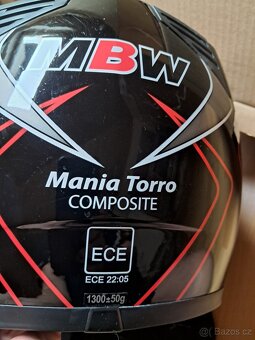 MBW
Mania Torro
COMPOSITE
ECE
ECE 22:05
1300±50g
Bazos.cz